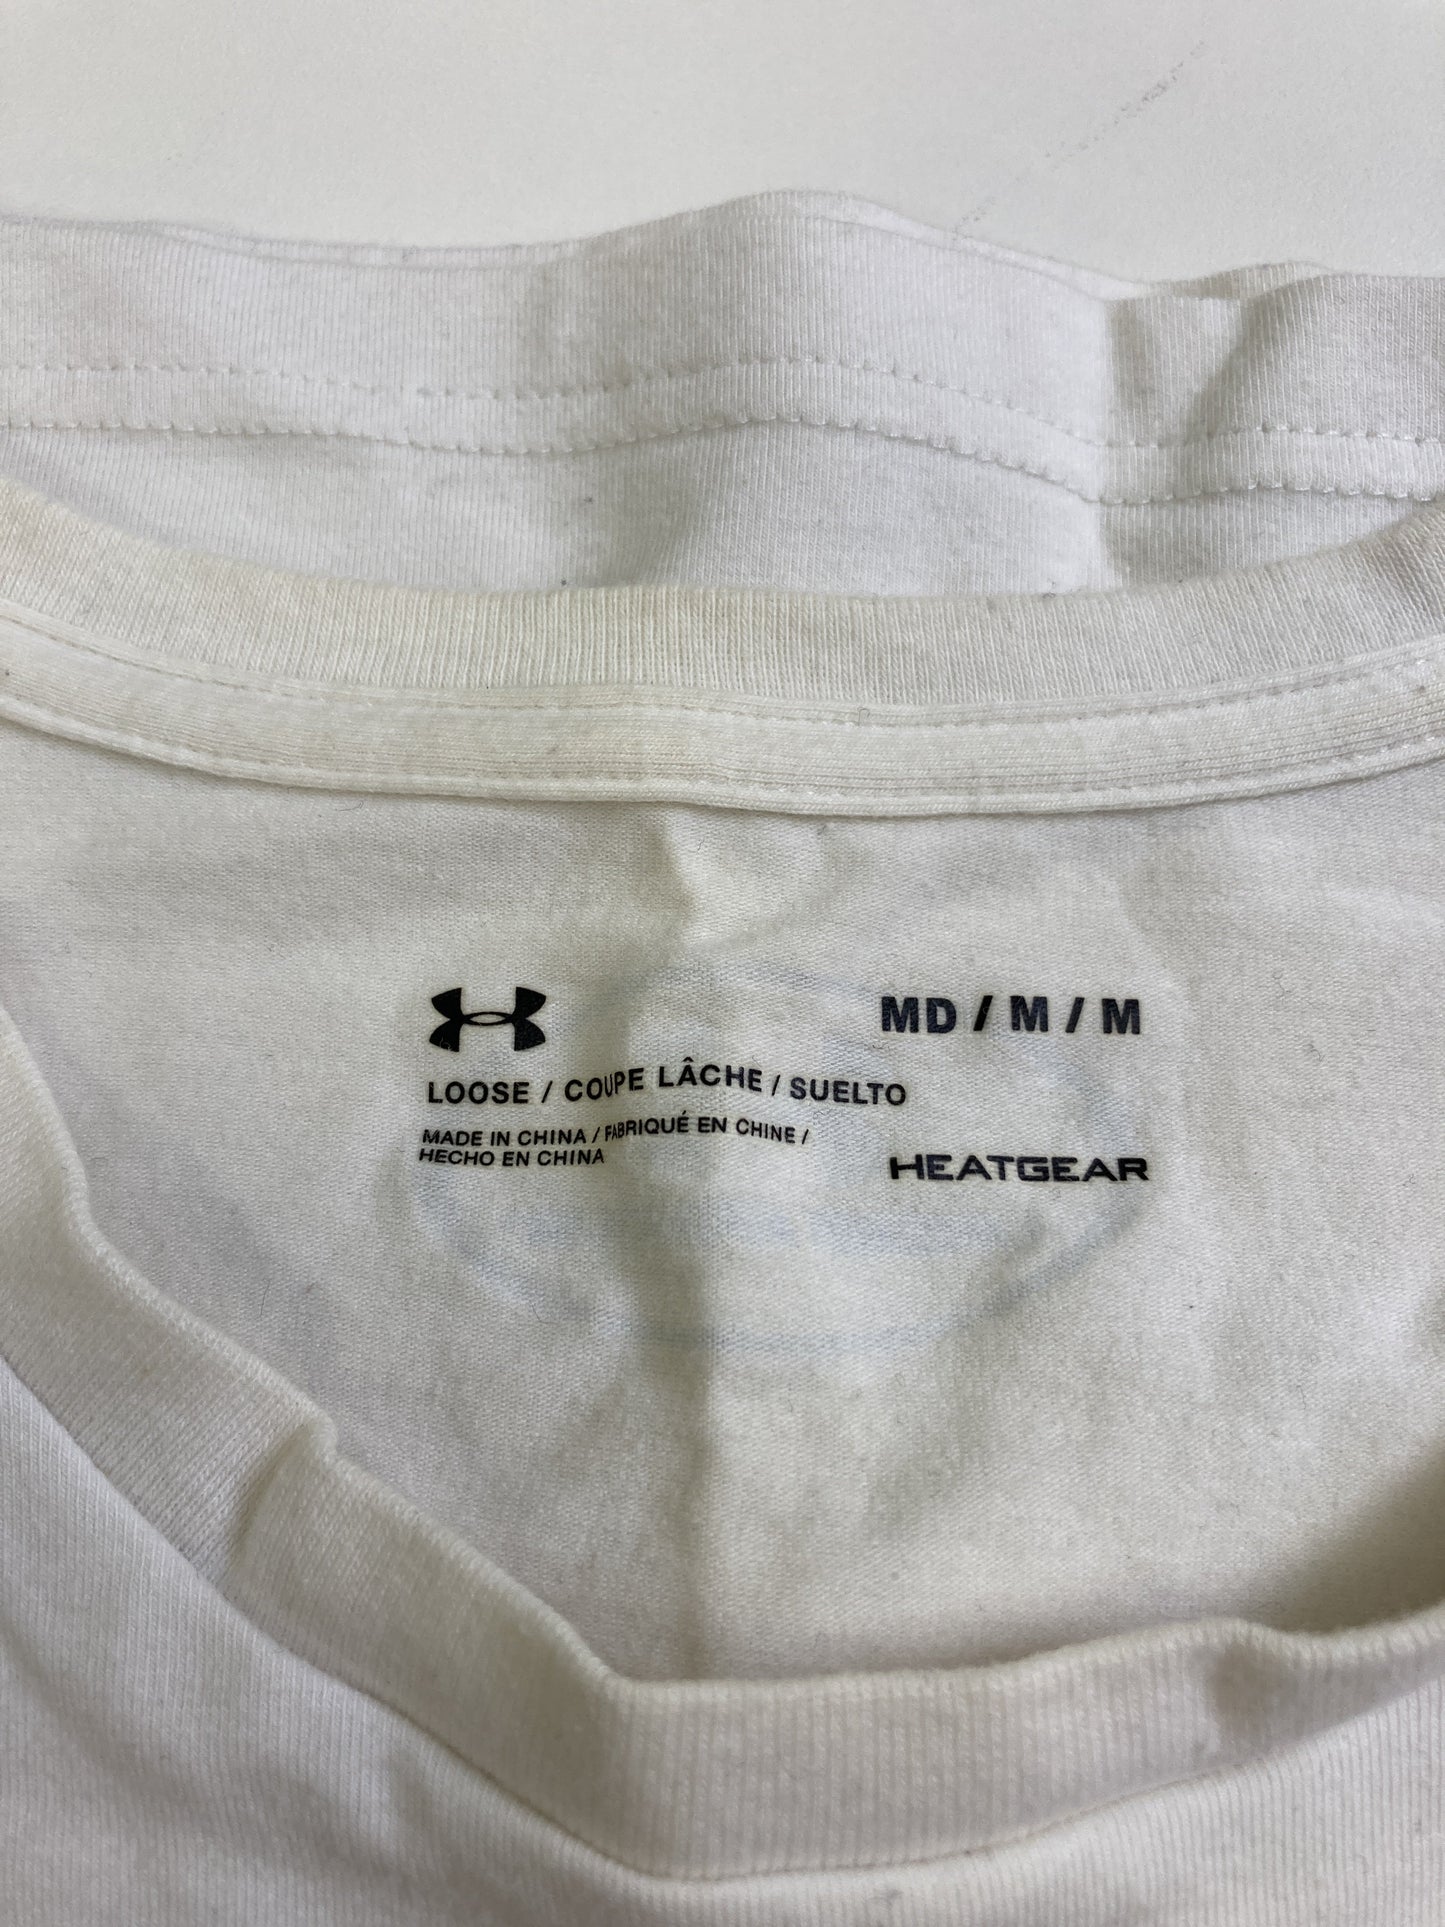 MD / M / M
LOOSE / COUPE LÂCHE / SUELTO
MADE IN CHINA / FABRIQUÉ EN CHINE /
HECHO EN CHINA
HEATGEAR